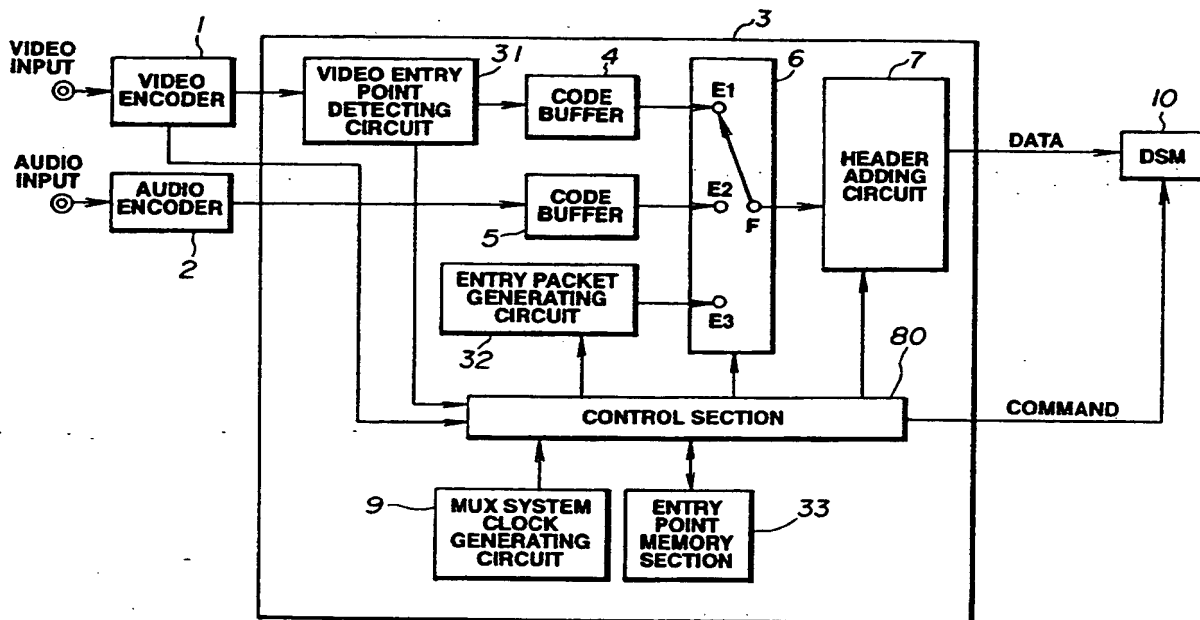 1
3
VIDEO
INPUT
VIDEO
ENCODER
31
VIDEO ENTRY
POINT
DETECTING
CIRCUIT
4
CODE
BUFFER
6
E1
7
HEADER
ADDING
CIRCUIT
DATA
10
DSM
AUDIO
INPUT
AUDIO
ENCODER
2
CODE
BUFFER
5
E2
F
ENTRY PACKET
GENERATING
CIRCUIT
32
E3
80
CONTROL SECTION
COMMAND
9
MUX SYSTEM
CLOCK
GENERATING
CIRCUIT
ENTRY
POINT
MEMORY
SECTION
33